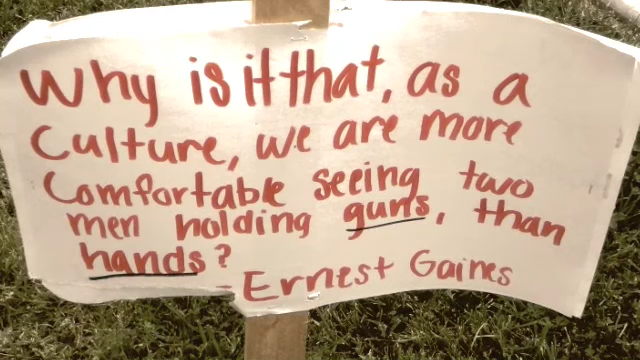 Why is it that, as a
Culture, we are more
Comfortable seeing two
men holding guns, than
hands?
-Ernest Gaines